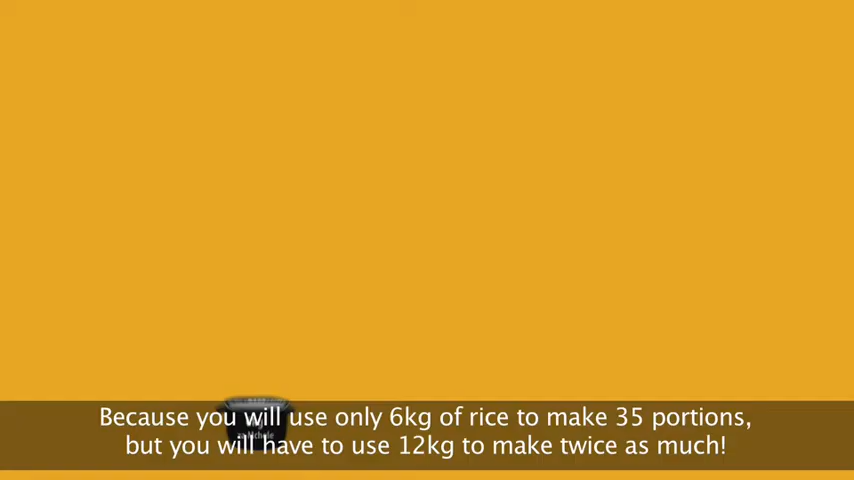 Because you will use only 6kg of rice to make 35 portions,
but you will have to use 12kg to make twice as much!